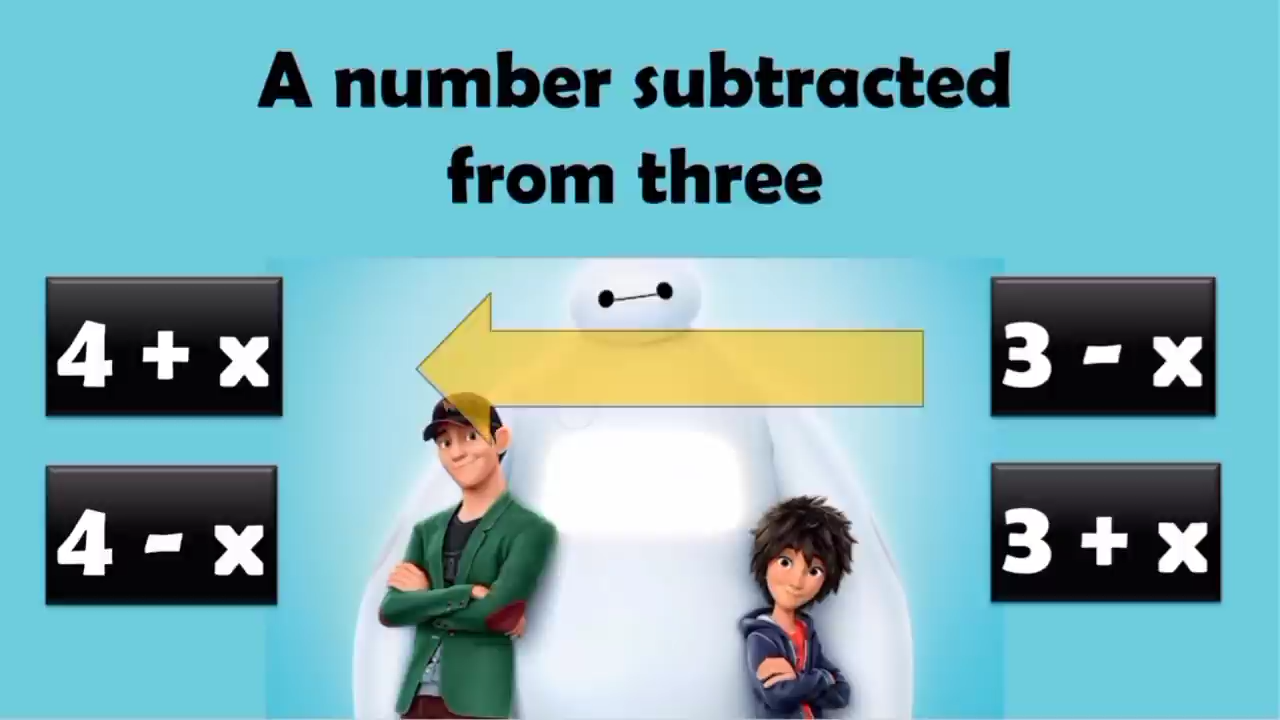 A number subtracted
from three
4 + x
3 - x
4 - x
3 + x